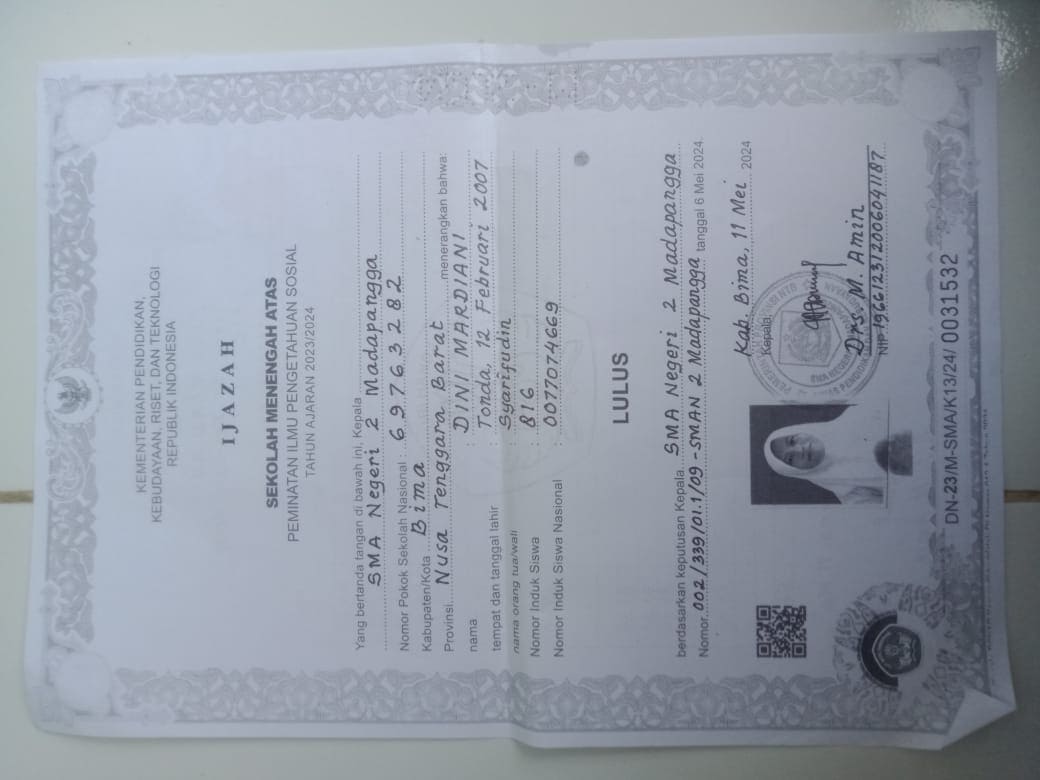 KEMENTERIAN PENDIDIKAN,
KEBUDAYAAN, RISET, DAN TEKNOLOGI
REPUBLIK INDONESIA
IJAZAH
SEKOLAH MENENGAH ATAS
PEMINATAN ILMU PENGETAHUAN SOSIAL
TAHUN AJARAN 2023/2024
Yang bertanda tangan di bawah ini, Kepala
SMA Negeri 2 Madapangga
Nomor Pokok Sekolah Nasional : 69763282
Kabupaten/Kota Bima
Provinsi Nusa Tenggara Barat menerangkan bahwa:
nama : DINI MARDIANI
tempat dan tanggal lahir : Tonda, 12 Februari 2007
nama orang tua/wali : Syarifudin
Nomor Induk Siswa : 816
Nomor Induk Siswa Nasional : 0077074669
LULUS
berdasarkan keputusan Kepala SMA Negeri 2 Madapangga
Nomor 002/339/01.1/09-SMAN 2 Madapangga tanggal 6 Mei 2024.
Kab. Bima, 11 Mei 2024
Kepala,
Drs. M. Amin
NIP 196612312006041187
DN-23/M-SMA/K13/24/0031532